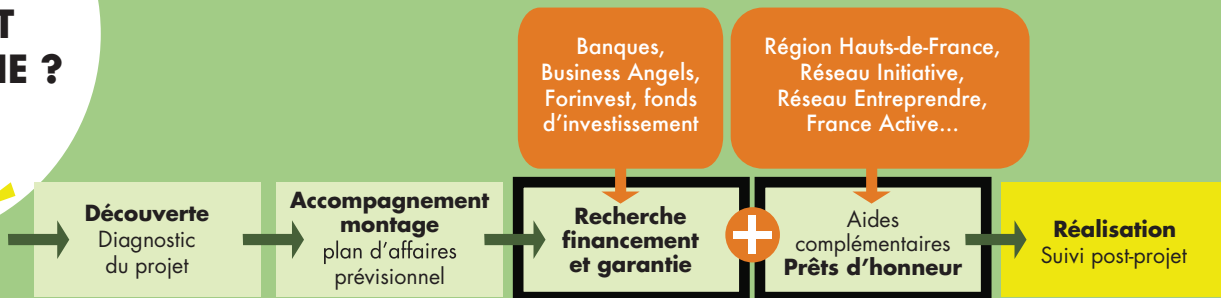 T
IE ?
Banques,
Business Angels,
Forinvest, fonds
d’investissement
Région Hauts-de-France,
Réseau Initiative,
Réseau Entreprendre,
France Active...
Découverte
Diagnostic
du projet
Accompagnement
montage
plan d’affaires
prévisionnel
Recherche
financement
et garantie
Aides
complémentaires
Prêts d’honneur
Réalisation
Suivi post-projet